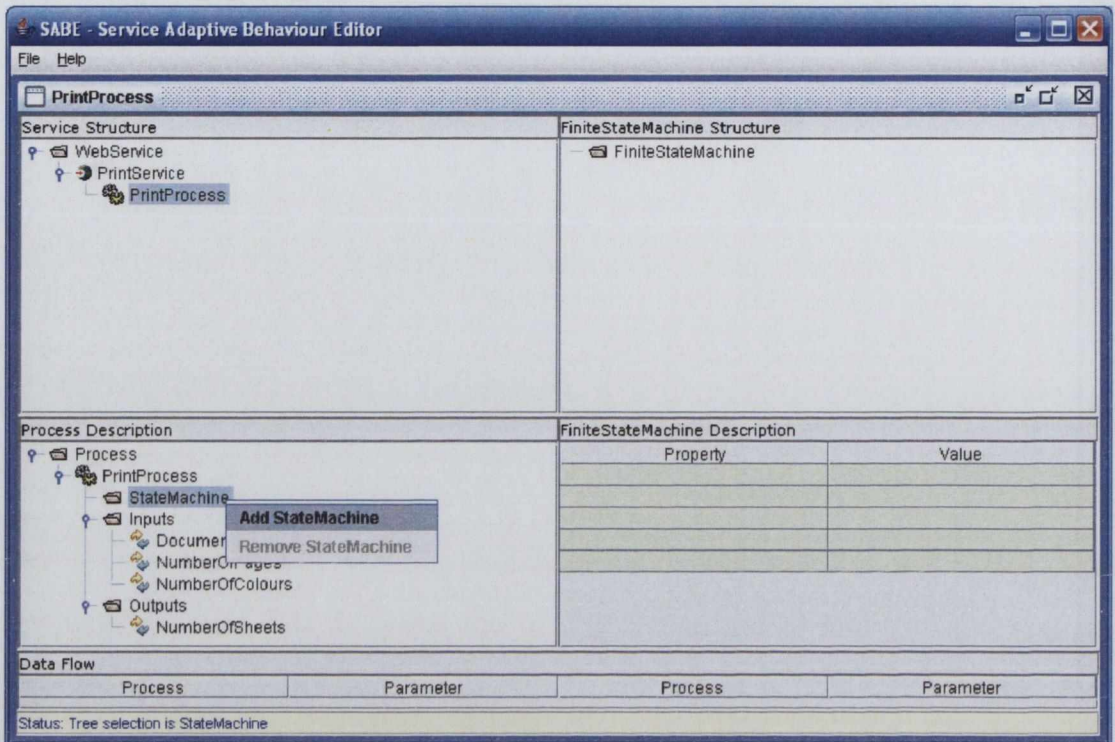 SABE - Service Adaptive Behaviour Editor
File Help
PrintProcess
Service Structure
WebService
PrintService
PrintProcess
FiniteStateMachine Structure
FiniteStateMachine
Process Description
Process
PrintProcess
StateMachine
Add StateMachine
Remove StateMachine
Inputs
Documen
NumberOfPages
NumberOfColours
Outputs
NumberOfSheets
FiniteStateMachine Description
Property Value
Data Flow
Process Parameter Process Parameter
Status: Tree selection is StateMachine